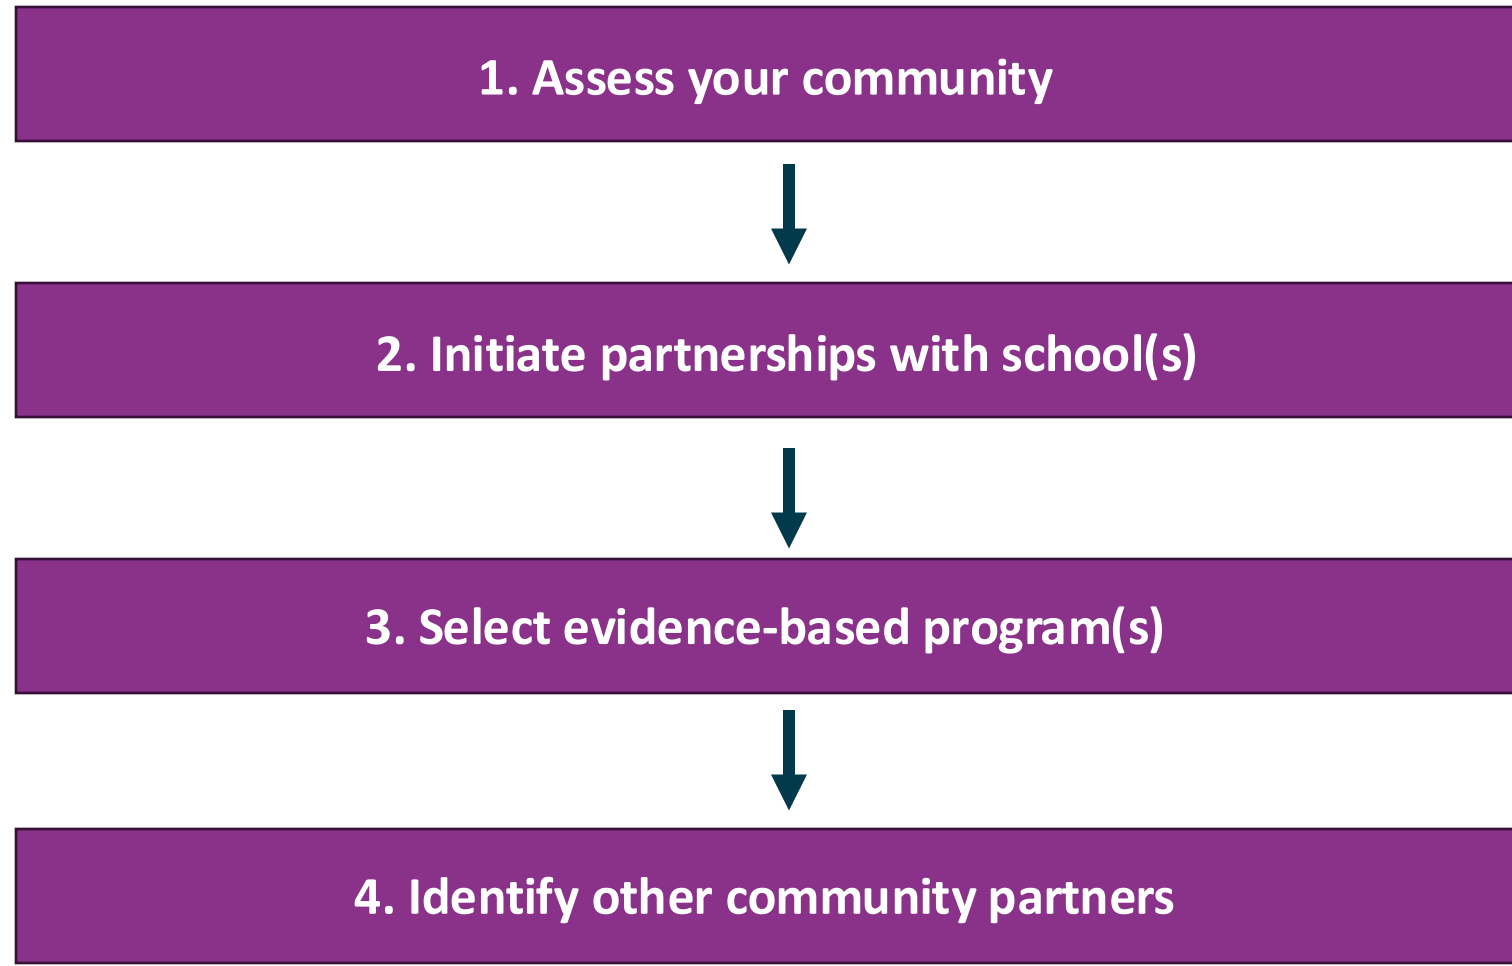 1. Assess your community
2. Initiate partnerships with school(s)
3. Select evidence-based program(s)
4. Identify other community partners